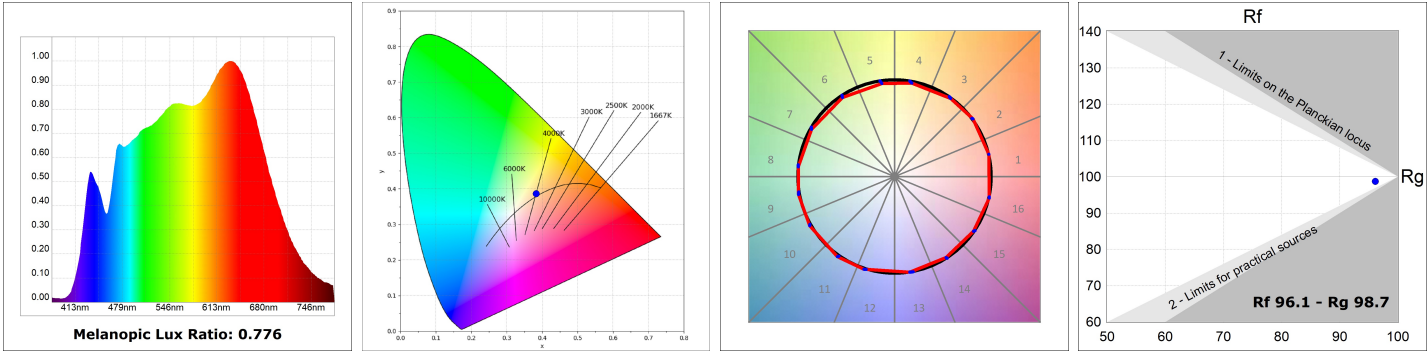 1.00
0.90
0.80
0.70
0.60
0.50
0.40
0.30
0.20
0.10
0.00
413nm 479nm 546nm 613nm 680nm 746nm
Melanopic Lux Ratio: 0.776
0.9
0.8
0.7
0.6
0.5
0.4
0.3
0.2
0.1
0.0
y
0.0 0.1 0.2 0.3 0.4 0.5 0.6 0.7 0.8
x
10000K
6000K
4000K
3000K
2500K
2000K
1667K
1
2
3
4
5
6
7
8
9
10
11
12
13
14
15
16
Rf
140
130
120
110
100
90
80
70
60
50 60 70 80 90 100
Rg
1 - Limits on the Planckian locus
2 - Limits for practical sources
Rf 96.1 - Rg 98.7